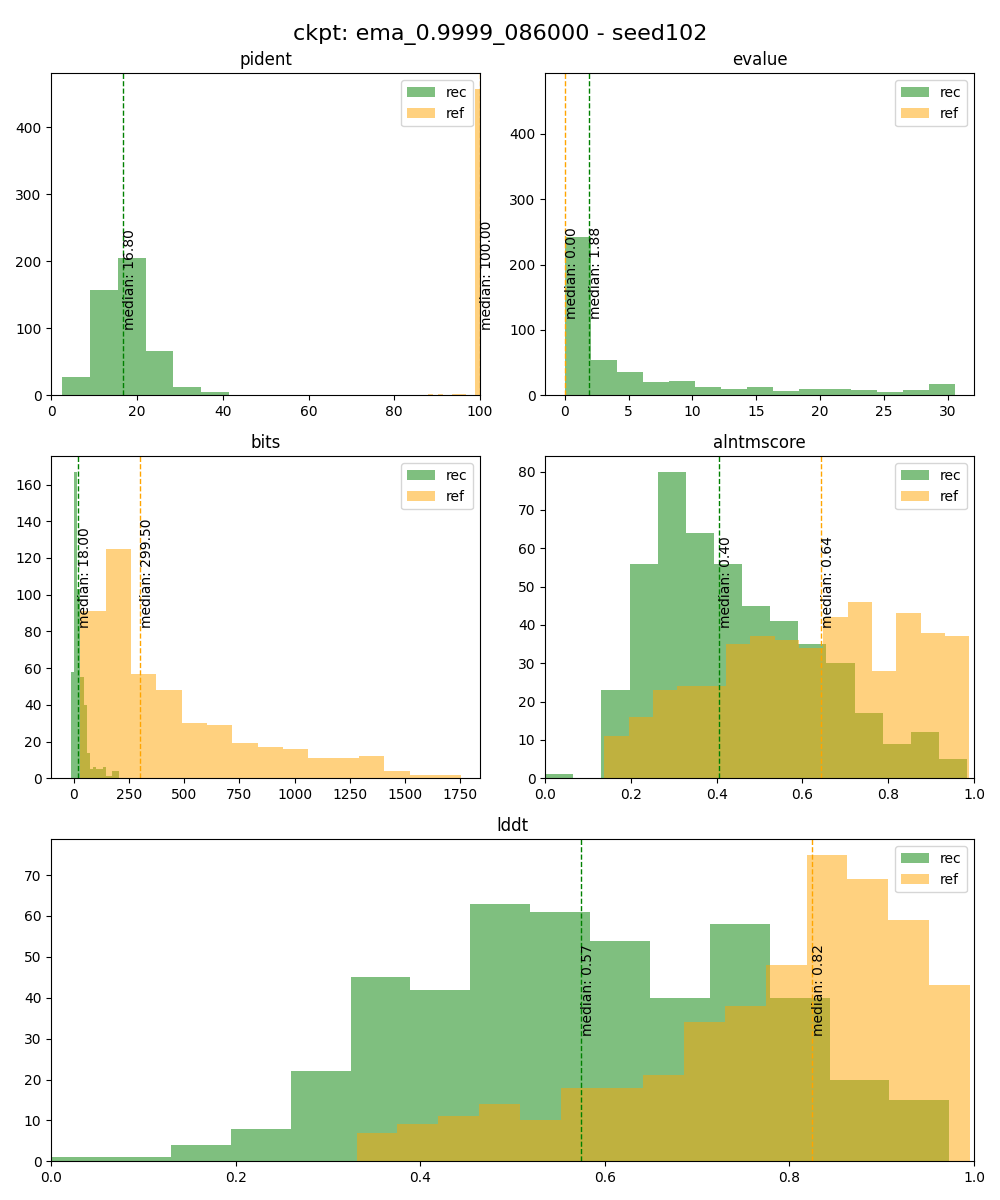 ckpt: ema_0.9999_086000 - seed102
pident
rec
ref
median: 16.80
median: 100.00
400
300
200
100
0
0 20 40 60 80 100
evalue
rec
ref
median: 0.00
median: 1.88
400
300
200
100
0
0 5 10 15 20 25 30
bits
rec
ref
median: 18.00
median: 299.50
160
140
120
100
80
60
40
20
0
0 250 500 750 1000 1250 1500 1750
alntmscore
rec
ref
median: 0.40
median: 0.64
80
70
60
50
40
30
20
10
0
0.0 0.2 0.4 0.6 0.8 1.0
lddt
rec
ref
median: 0.57
median: 0.82
70
60
50
40
30
20
10
0
0.0 0.2 0.4 0.6 0.8 1.0